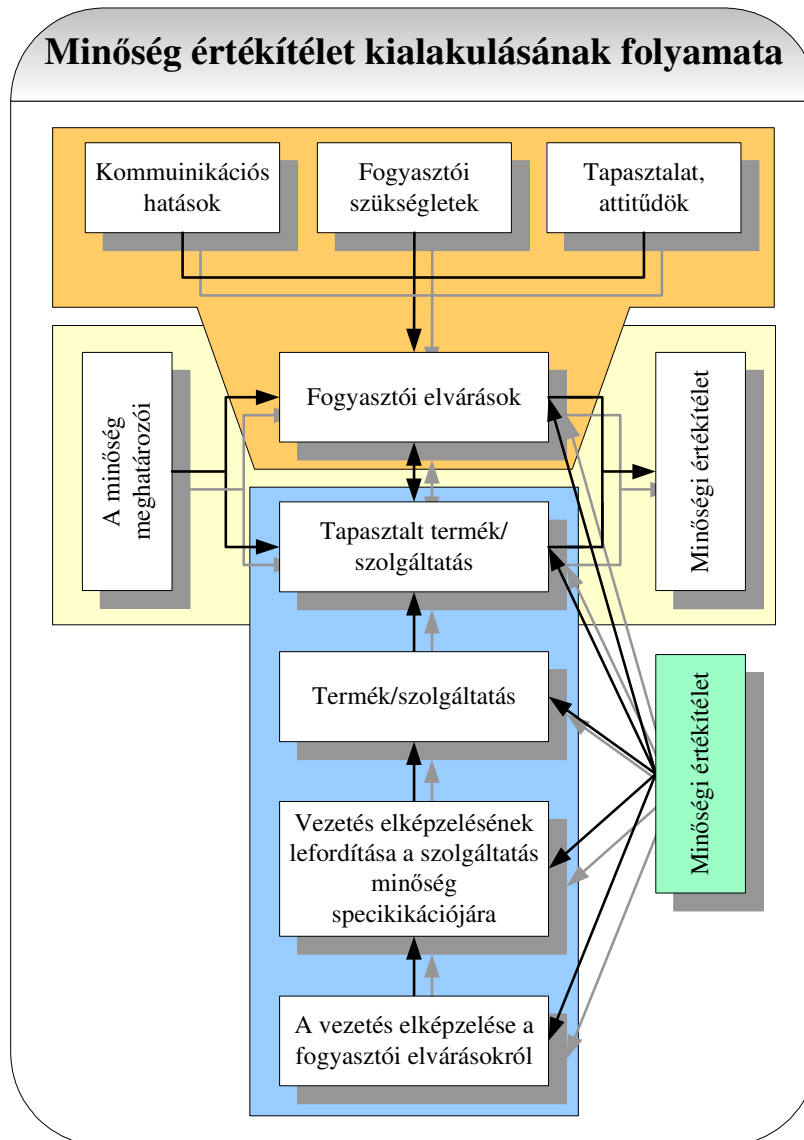 Minőség értékítélet kialakulásának folyamata
Kommuinikációs
hatások
Fogyasztói
szükségletek
Tapasztalat,
attitűdök
A minőség
meghatározói
Fogyasztói elvárások
Minőségi értékítélet
Tapasztalt termék/
szolgáltatás
Termék/szolgáltatás
Minőségi értékítélet
Vezetés elképzelésének
lefordítása a szolgáltatás
minőség
specikikációjára
A vezetés elképzelése a
fogyasztói elvárásokról